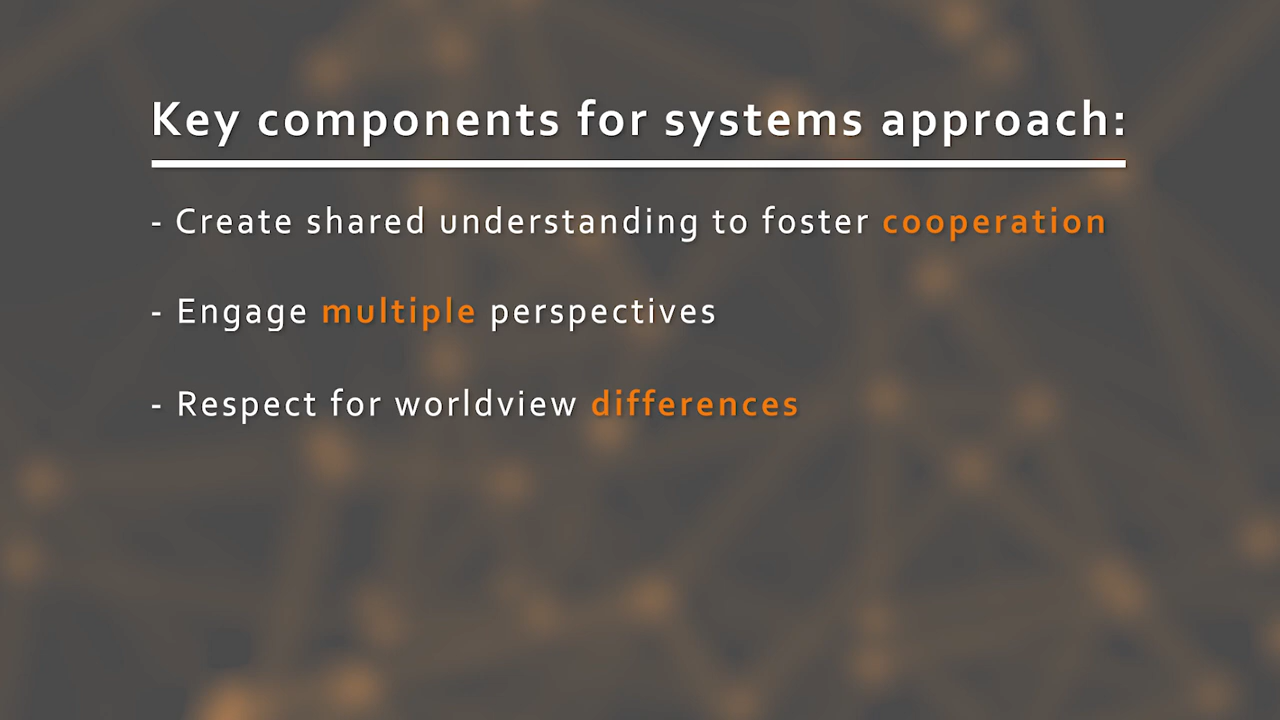 Key components for systems approach:
- Create shared understanding to foster cooperation
- Engage multiple perspectives
- Respect for worldview differences